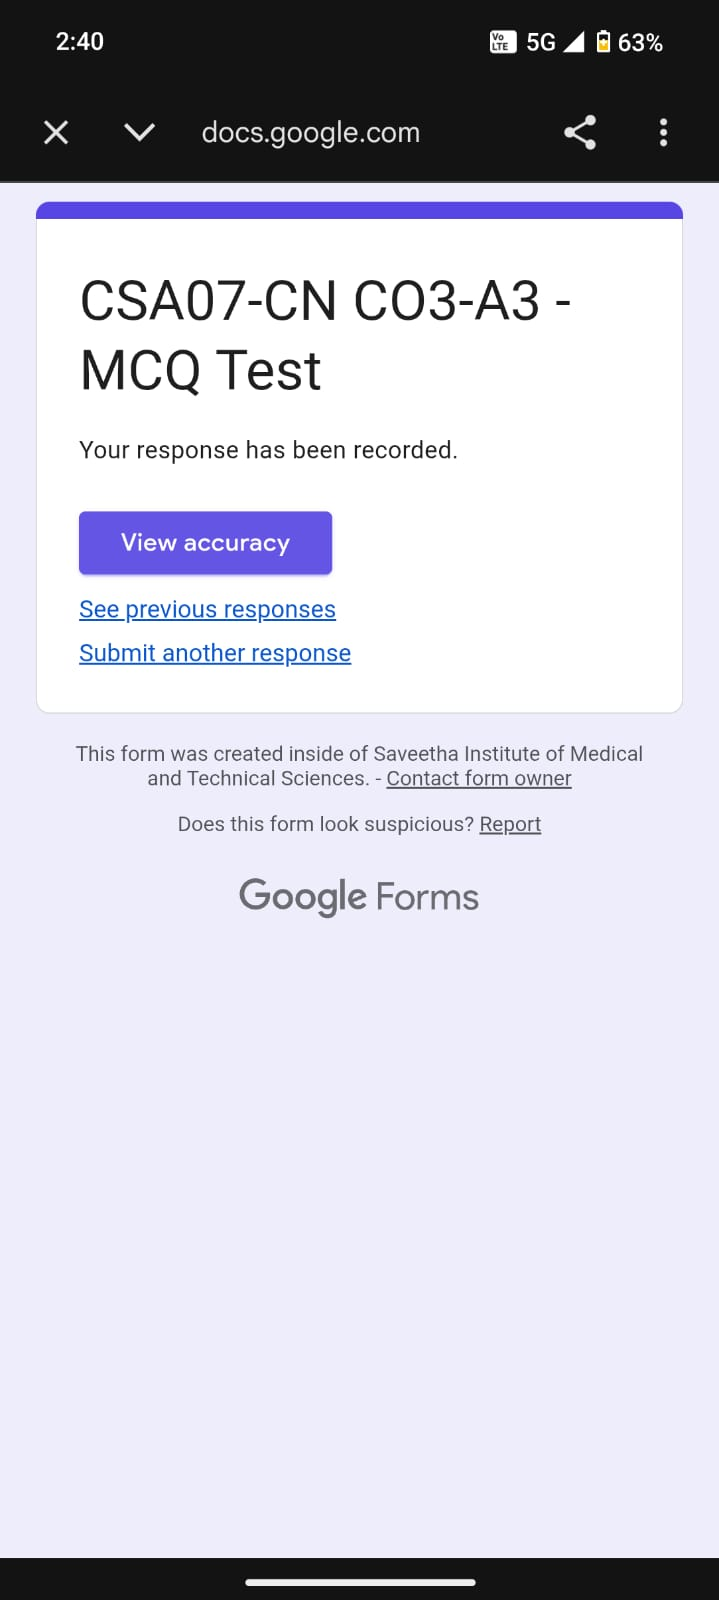 2:40
Vo LTE 5G 63%
docs.google.com
CSA07-CN CO3-A3 -
MCQ Test
Your response has been recorded.
View accuracy
See previous responses
Submit another response
This form was created inside of Saveetha Institute of Medical
and Technical Sciences. - Contact form owner
Does this form look suspicious? Report
Google Forms